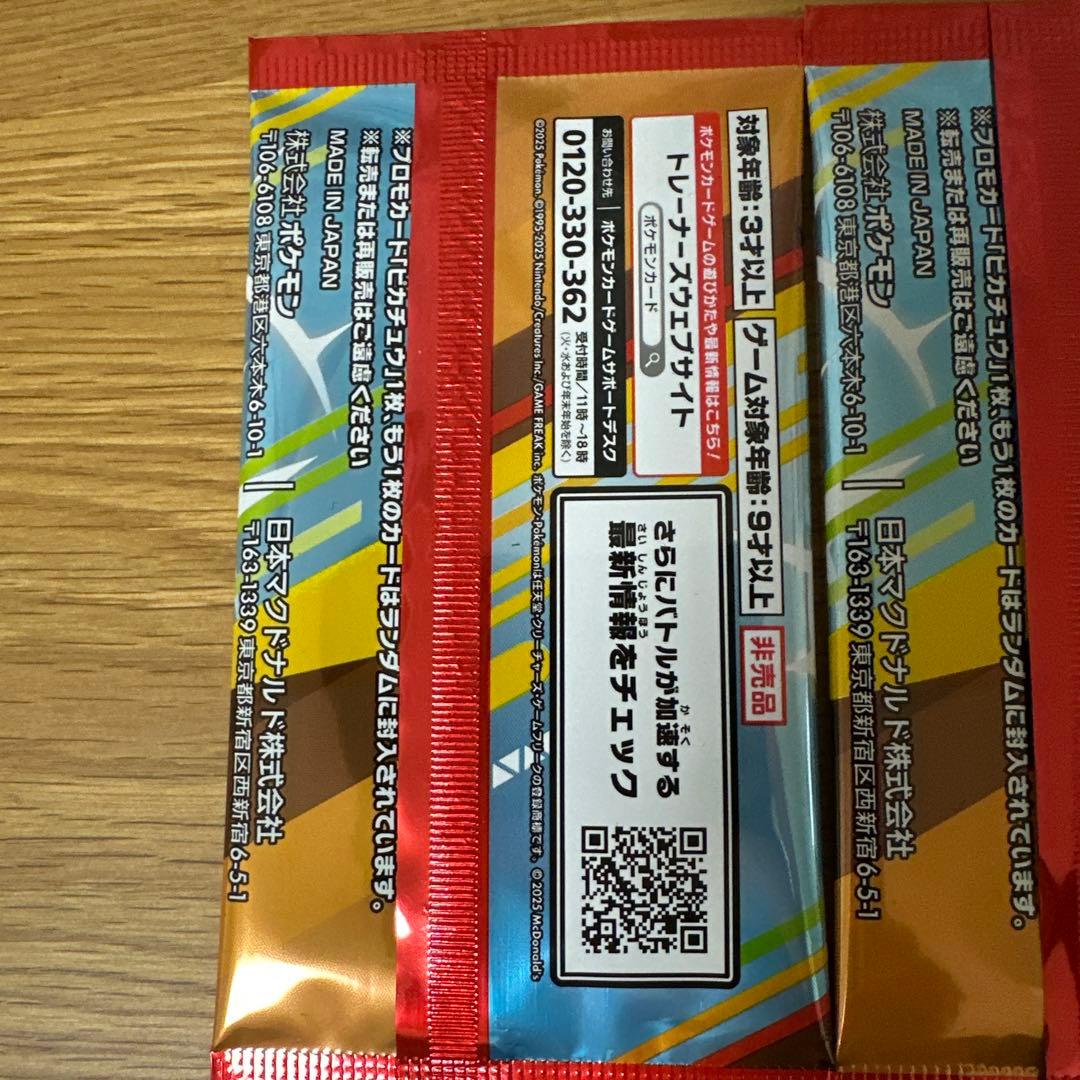 ※プロモカード「ピカチュウ」1枚、もう1枚のカードはランダムに封入されています。
※転売または再販売はご遠慮ください
MADE IN JAPAN
株式会社ポケモン
〒106-6108 東京都港区六本木6-10-1
日本マクドナルド株式会社
〒163-1339 東京都新宿区西新宿6-5-1
対象年齢：3才以上
ゲーム対象年齢：9才以上
非売品
ポケモンカードゲームの遊びかたや最新情報はこちら！
トレーナーズウェブサイト
ポケモンカード
お問い合わせ先
ポケモンカードゲームサポートデスク
0120-330-362
受付時間／11時～18時
(火・水および年末年始を除く)
さらにバトルが加速する
かそく
最新情報をチェック
さいしんじょうほう
©2025 Pokémon. ©1995-2025 Nintendo/Creatures Inc./GAME FREAK inc. ポケモン・Pokémonは任天堂・クリーチャーズ・ゲームフリークの登録商標です。 © 2025 McDonald's
※プロモカード「ピカチュウ」1枚、もう1枚のカードはランダムに封入されています。
※転売または再販売はご遠慮ください
MADE IN JAPAN
株式会社ポケモン
〒106-6108 東京都港区六本木6-10-1
日本マクドナルド株式会社
〒163-1339 東京都新宿区西新宿6-5-1